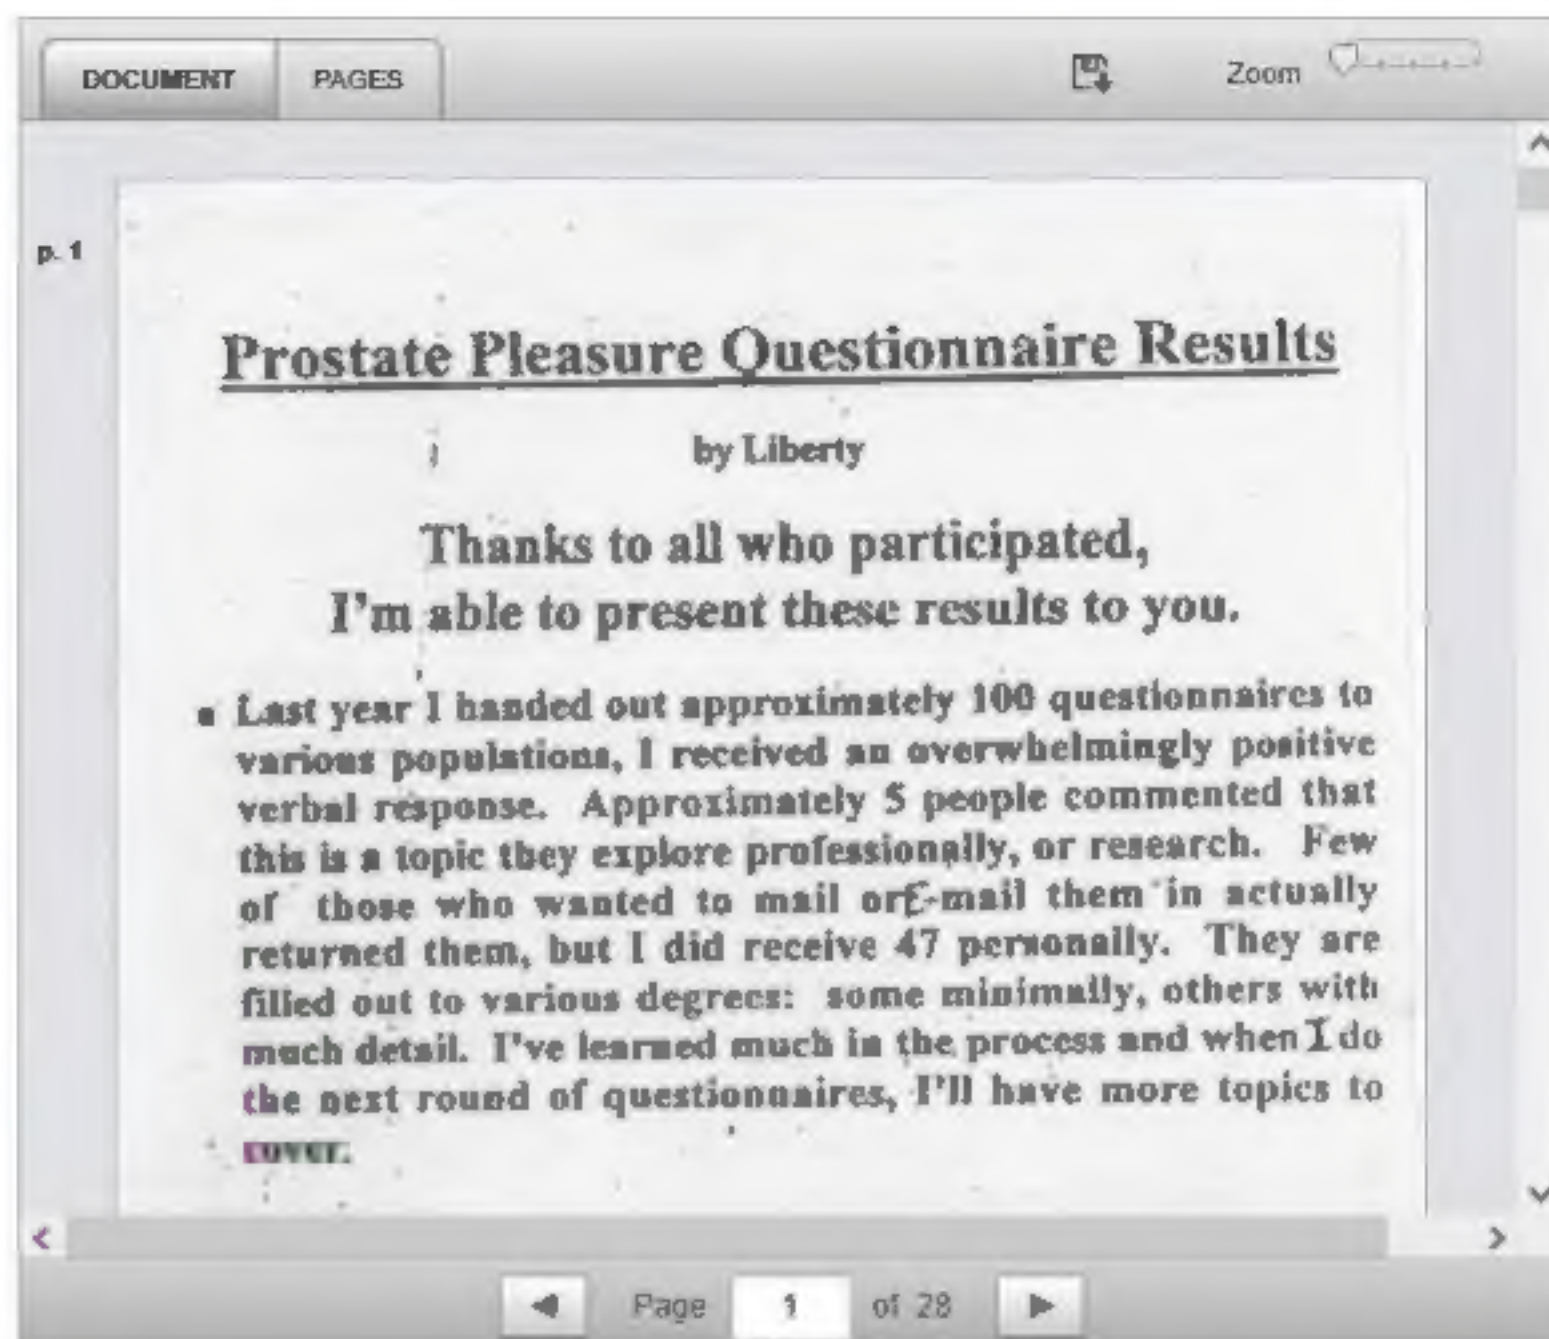 DOCUMENT PAGES Zoom
p. 1
Prostate Pleasure Questionnaire Results
by Liberty
Thanks to all who participated,
I'm able to present these results to you.
▪ Last year I handed out approximately 100 questionnaires to
various populations, I received an overwhelmingly positive
verbal response. Approximately 5 people commented that
this is a topic they explore professionally, or research. Few
of those who wanted to mail or E-mail them in actually
returned them, but I did receive 47 personally. They are
filled out to various degrees: some minimally, others with
much detail. I've learned much in the process and when I do
the next round of questionnaires, I'll have more topics to
cover.
Page 1 of 28